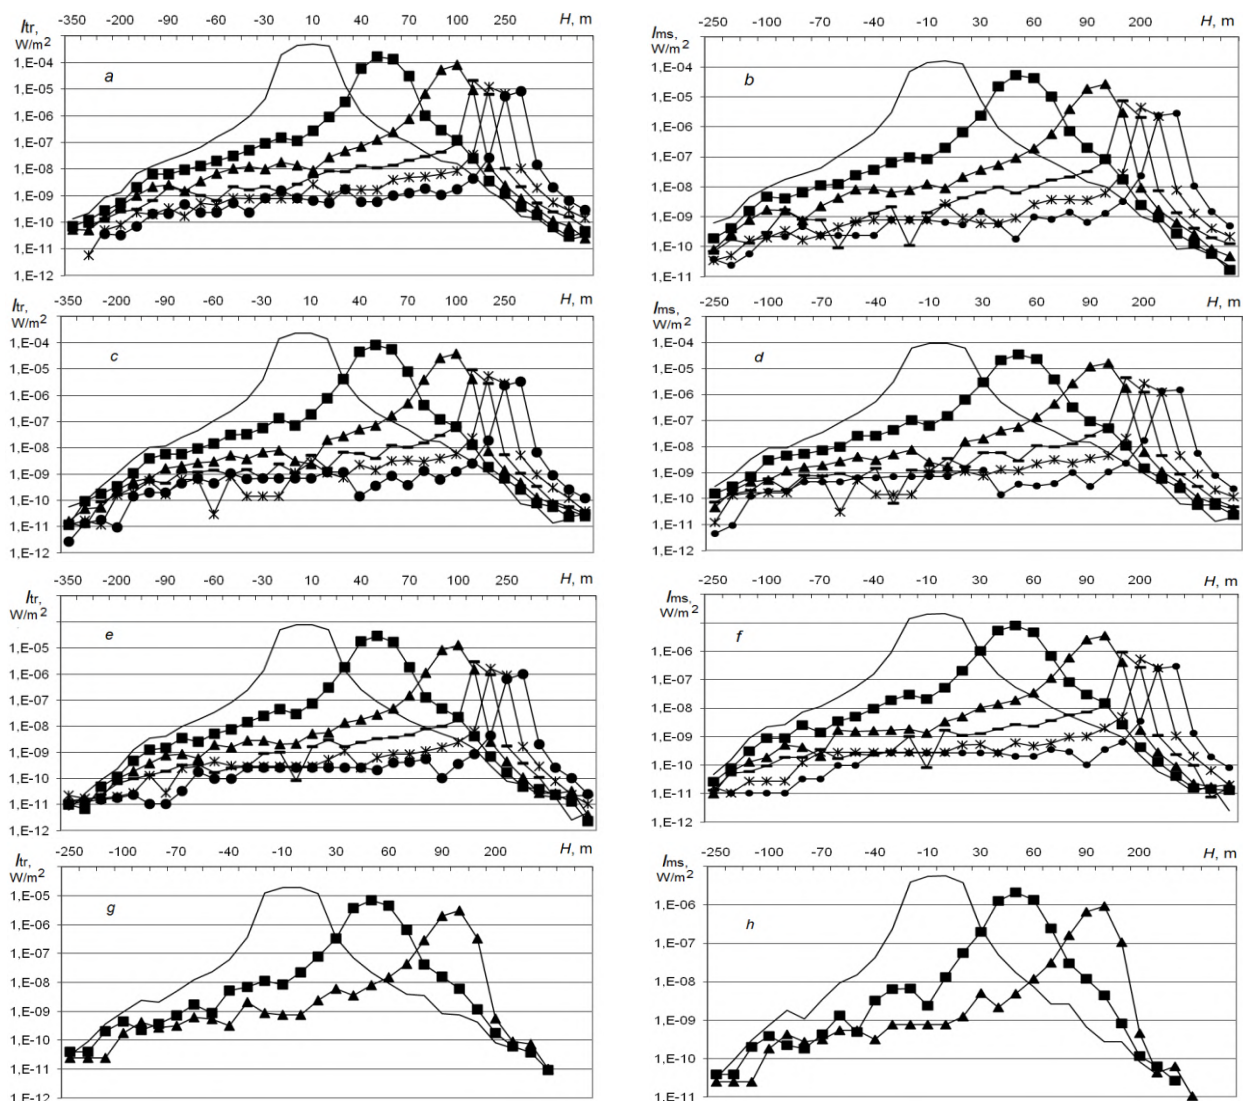 -350 -200 -90 -60 -30 10 70 100 250 H, m
Itr,
W/m2
a
1,E-04
1,E-05
1,E-06
1,E-07
1,E-08
1,E-09
1,E-10
1,E-11
1,E-12
-250 -100 -70 -40 -10 30 90 200 H, m
Ims,
W/m2
b
1,E-04
1,E-05
1,E-06
1,E-07
1,E-08
1,E-09
1,E-10
1,E-11
-350 -200 -90 -60 -30 10 70 100 250 H, m
Itr,
W/m2
c
1,E-04
1,E-05
1,E-06
1,E-07
1,E-08
1,E-09
1,E-10
1,E-11
1,E-12
-250 -100 -70 -40 -10 30 90 200 H, m
Ims,
W/m2
d
1,E-04
1,E-05
1,E-06
1,E-07
1,E-08
1,E-09
1,E-10
1,E-11
1,E-12
-350 -200 -90 -60 -30 10 70 100 250 H, m
Itr,
W/m2
e
1,E-05
1,E-06
1,E-07
1,E-08
1,E-09
1,E-10
1,E-11
1,E-12
-250 -100 -70 -40 -10 30 90 200 H, m
Ims,
W/m2
f
1,E-06
1,E-07
1,E-08
1,E-09
1,E-10
1,E-11
1,E-12
-250 -100 -70 -40 -10 30 90 200 H, m
Itr,
W/m2
g
1,E-05
1,E-06
1,E-07
1,E-08
1,E-09
1,E-10
1,E-11
1,E-12
-250 -100 -70 -40 -10 30 90 200 H, m
Ims,
W/m2
h
1,E-06
1,E-07
1,E-08
1,E-09
1,E-10
1,E-11